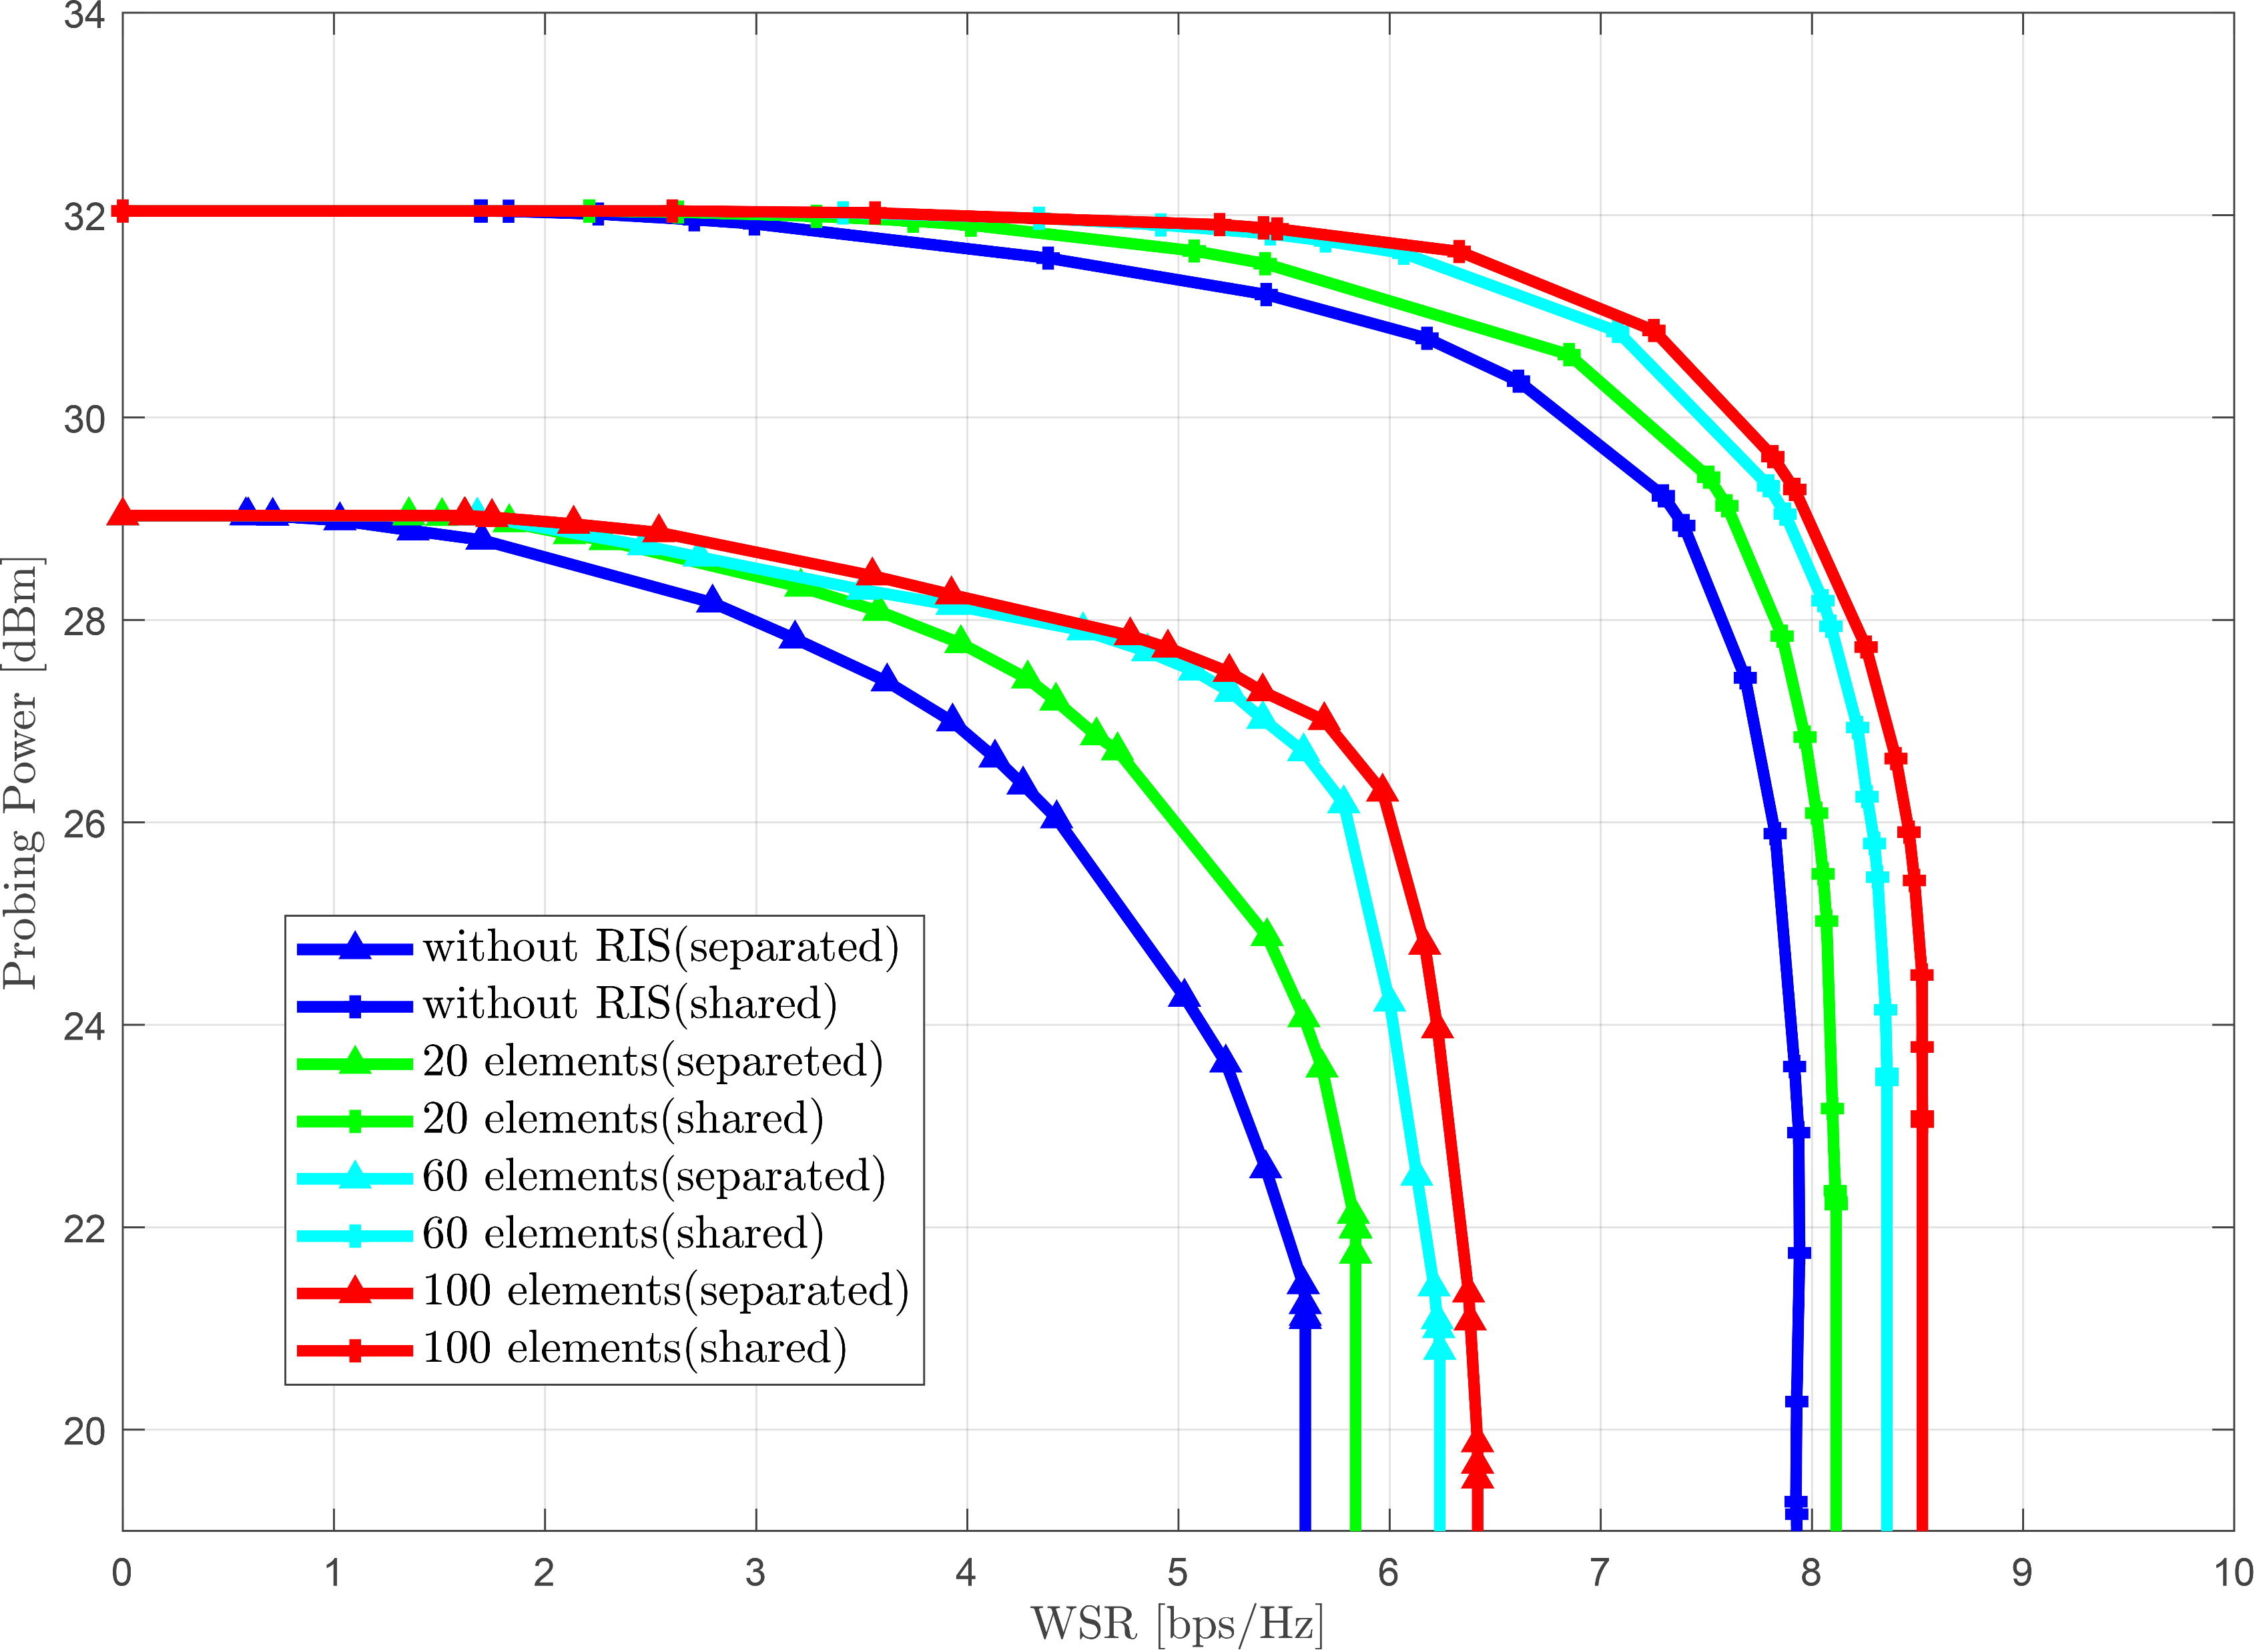 34
32
30
28
26
24
22
20
Probing Power [dBm]
without RIS(separated)
without RIS(shared)
20 elements(separeted)
20 elements(shared)
60 elements(separated)
60 elements(shared)
100 elements(separated)
100 elements(shared)
0 1 2 3 4 5 6 7 8 9 10
WSR [bps/Hz]